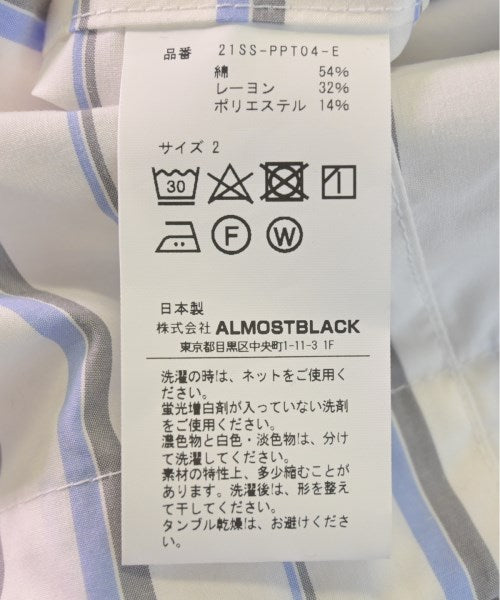 品番 21SS-PPT04-E
綿 54%
レーヨン 32%
ポリエステル 14%
サイズ 2
30
F W
日本製
株式会社 ALMOSTBLACK
東京都目黒区中央町1-11-3 1F
洗濯の時は、ネットをご使用く
ださい。
蛍光増白剤が入っていない洗剤
をご使用ください。
濃色物と白色・淡色物は、分け
て洗濯してください。
素材の特性上、多少縮むことが
あります。洗濯後は、形を整え
て干してください。
タンブル乾燥は、お避けくださ
い。